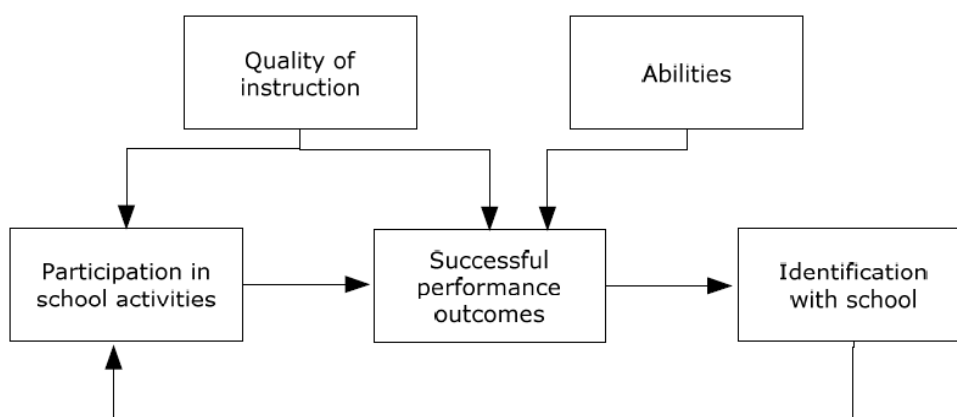 Quality of
instruction
Abilities
Participation in
school activities
Successful
performance
outcomes
Identification
with school